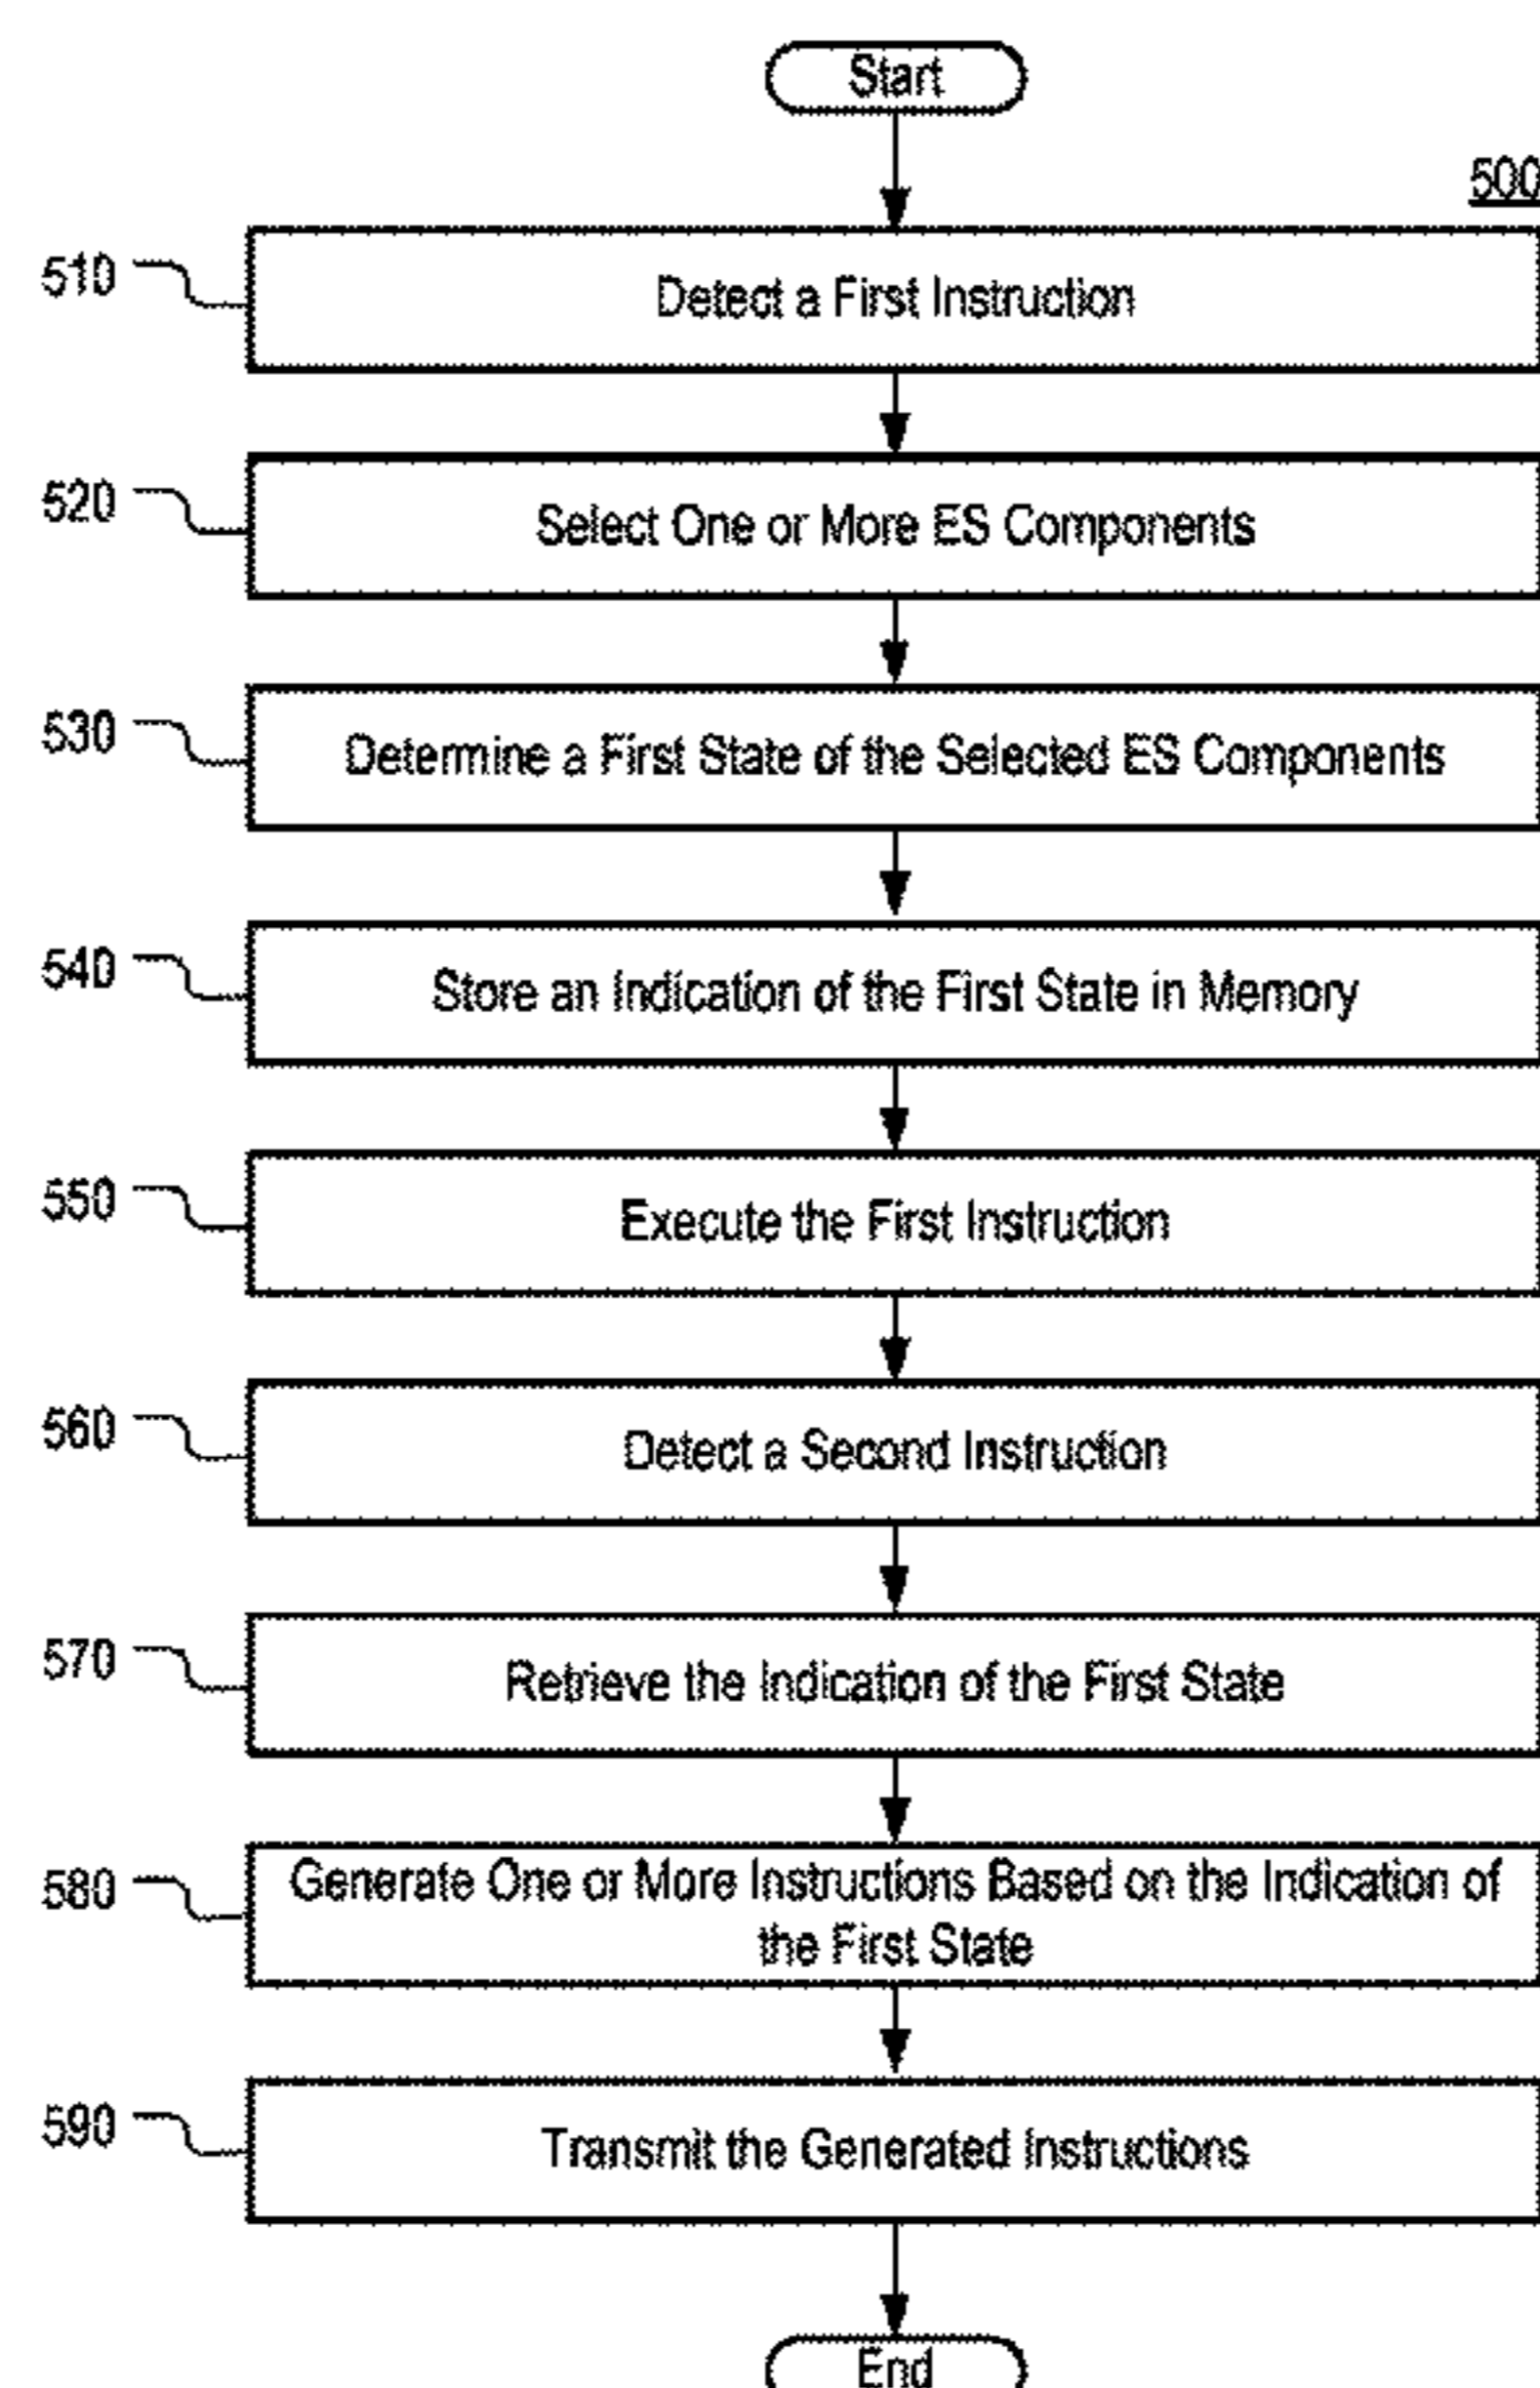 Start
500
510
Detect a First Instruction
520
Select One or More ES Components
530
Determine a First State of the Selected ES Components
540
Store an Indication of the First State in Memory
550
Execute the First Instruction
560
Detect a Second Instruction
570
Retrieve the Indication of the First State
580
Generate One or More Instructions Based on the Indication of
the First State
590
Transmit the Generated Instructions
End